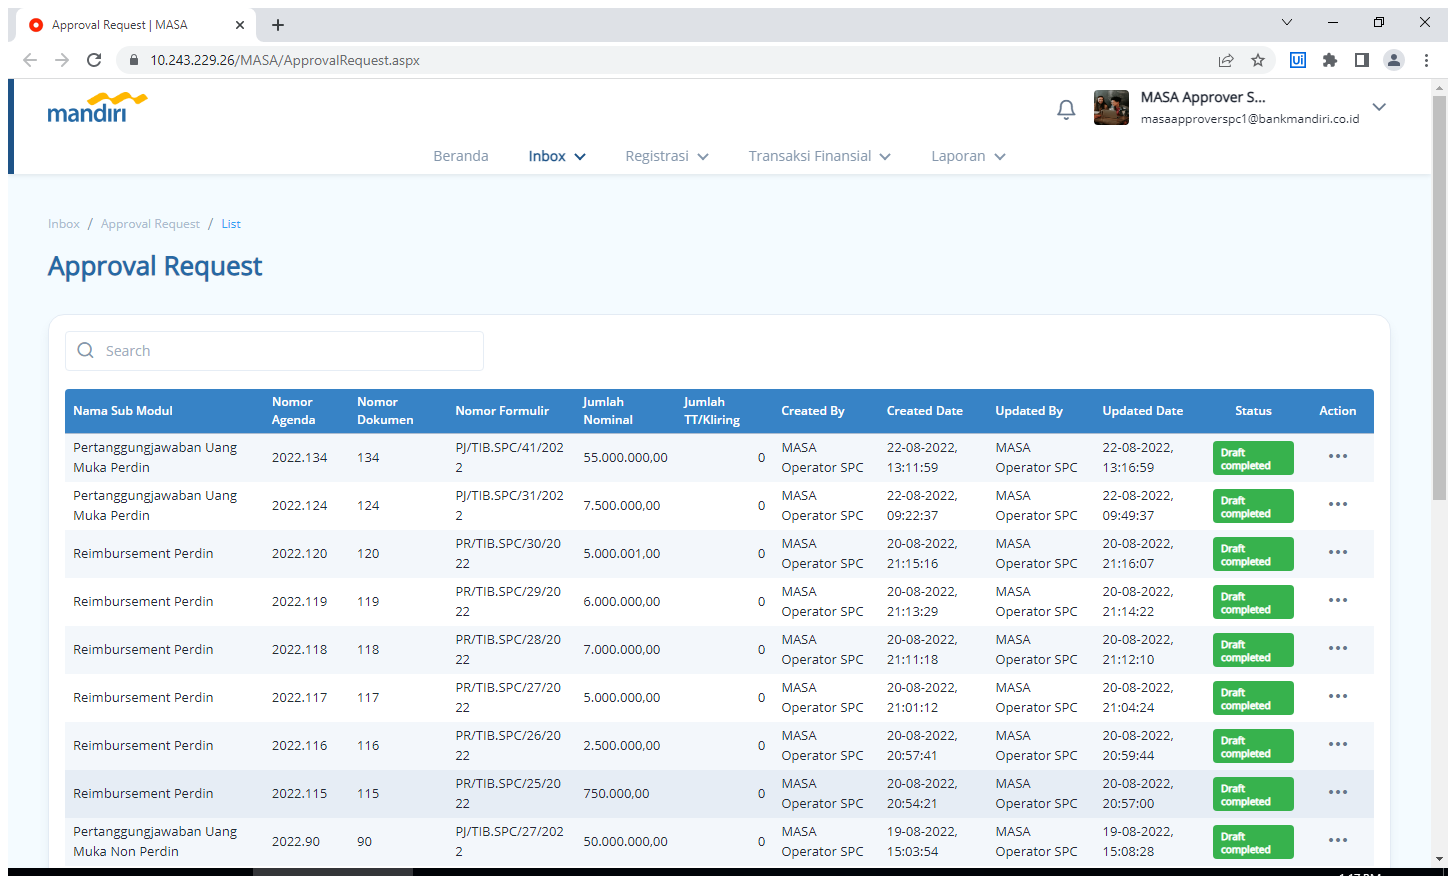 Approval Request | MASA
10.243.229.26/MASA/ApprovalRequest.aspx
Ui
mandiri
MASA Approver S...
masaapproverspc1@bankmandiri.co.id
Beranda Inbox Registrasi Transaksi Finansial Laporan
Inbox / Approval Request / List
Approval Request
Search
Nama Sub Modul Nomor Agenda Nomor Dokumen Nomor Formulir Jumlah Nominal Jumlah TT/Kliring Created By Created Date Updated By Updated Date Status Action
Pertanggungjawaban Uang Muka Perdin 2022.134 134 PJ/TIB.SPC/41/2022 55.000.000,00 0 MASA Operator SPC 22-08-2022, 13:11:59 MASA Operator SPC 22-08-2022, 13:16:59 Draft completed
Pertanggungjawaban Uang Muka Perdin 2022.124 124 PJ/TIB.SPC/31/2022 7.500.000,00 0 MASA Operator SPC 22-08-2022, 09:22:37 MASA Operator SPC 22-08-2022, 09:49:37 Draft completed
Reimbursement Perdin 2022.120 120 PR/TIB.SPC/30/2022 5.000.001,00 0 MASA Operator SPC 20-08-2022, 21:15:16 MASA Operator SPC 20-08-2022, 21:16:07 Draft completed
Reimbursement Perdin 2022.119 119 PR/TIB.SPC/29/2022 6.000.000,00 0 MASA Operator SPC 20-08-2022, 21:13:29 MASA Operator SPC 20-08-2022, 21:14:22 Draft completed
Reimbursement Perdin 2022.118 118 PR/TIB.SPC/28/2022 7.000.000,00 0 MASA Operator SPC 20-08-2022, 21:11:18 MASA Operator SPC 20-08-2022, 21:12:10 Draft completed
Reimbursement Perdin 2022.117 117 PR/TIB.SPC/27/2022 5.000.000,00 0 MASA Operator SPC 20-08-2022, 21:01:12 MASA Operator SPC 20-08-2022, 21:04:24 Draft completed
Reimbursement Perdin 2022.116 116 PR/TIB.SPC/26/2022 2.500.000,00 0 MASA Operator SPC 20-08-2022, 20:57:41 MASA Operator SPC 20-08-2022, 20:59:44 Draft completed
Reimbursement Perdin 2022.115 115 PR/TIB.SPC/25/2022 750.000,00 0 MASA Operator SPC 20-08-2022, 20:54:21 MASA Operator SPC 20-08-2022, 20:57:00 Draft completed
Pertanggungjawaban Uang Muka Non Perdin 2022.90 90 PJ/TIB.SPC/27/2022 50.000.000,00 0 MASA Operator SPC 19-08-2022, 15:03:54 MASA Operator SPC 19-08-2022, 15:08:28 Draft completed